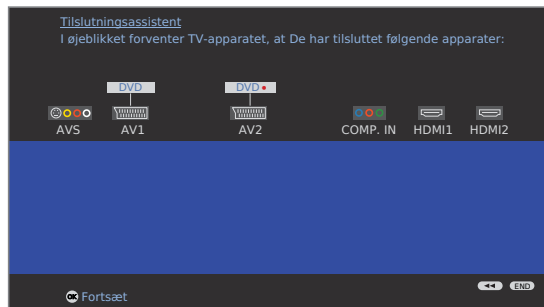 Tilslutningsassistent
I øjeblikket forventer TV-apparatet, at De har tilsluttet følgende apparater:
DVD DVD
AVS AV1 AV2 COMP. IN HDMI1 HDMI2
END
OK Fortsæt